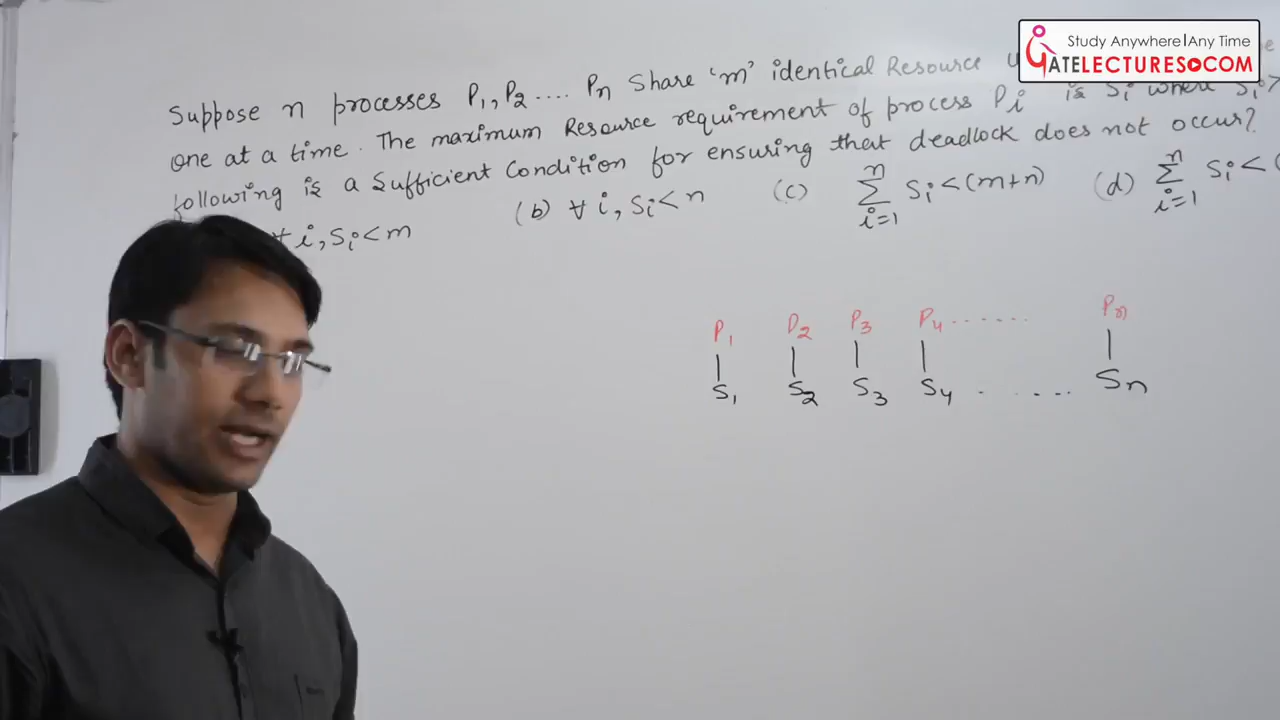 Study Anywhere|Any Time
GATELECTURES.COM
Suppose n processes P1, P2 .... Pn Share 'm' identical Resource
one at a time. The maximum Resource requirement of process Pi is Si where Si>
following is a Sufficient Condition for ensuring that deadlock does not occur?
∀ i, Si < m (b) ∀ i, Si < n (c) n Σ i=1 Si < (m+n) (d) n Σ i=1 Si < (
P1 P2 P3 P4 ...... Pn
S1 S2 S3 S4 . . ... Sn